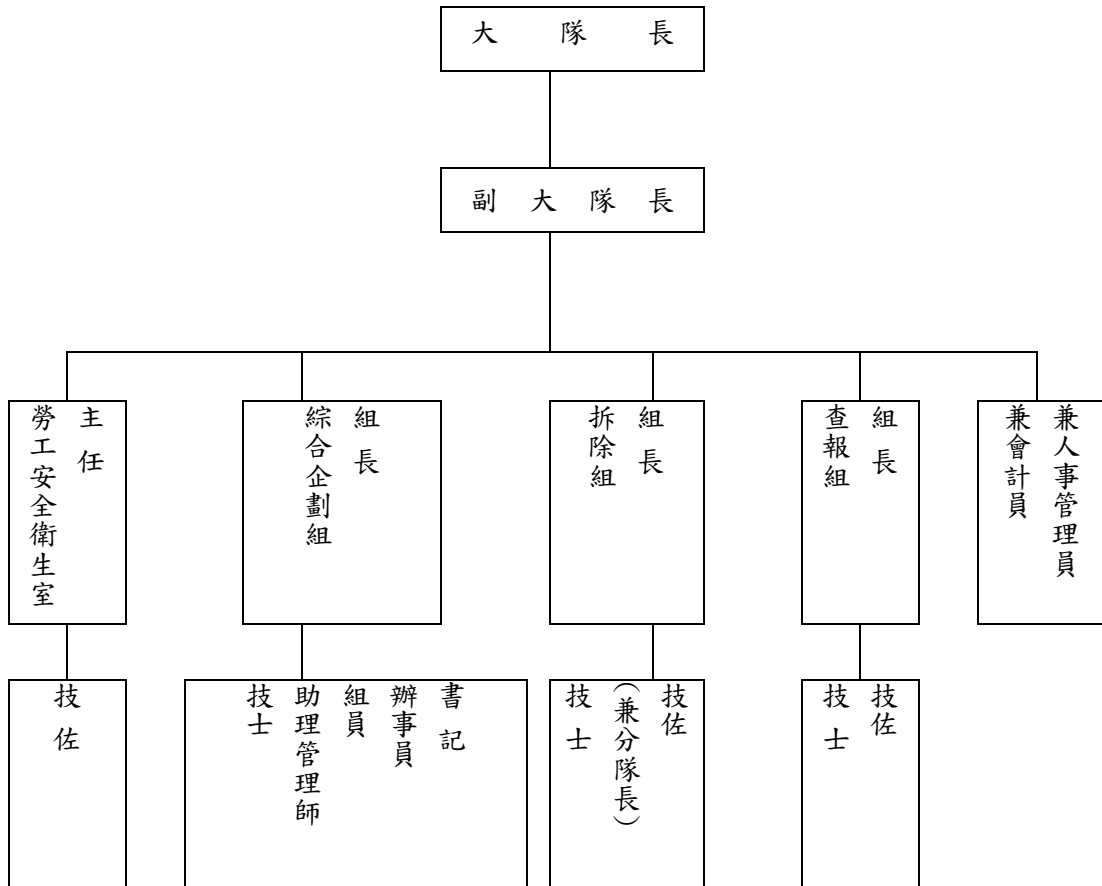 大隊長
副大隊長
勞工安全衛生室
主任
綜合企劃組
組長
拆除組
組長
查報組
組長
兼會計員
兼人事管理員
技佐
技士
助理管理師
組員
辦事員
書記
技士
(兼分隊長)
技佐
技士
技佐